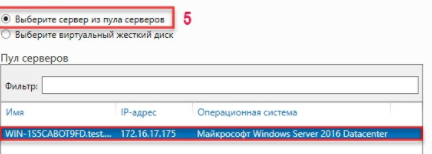 Выберите сервер из пула серверов 5
Выберите виртуальный жесткий диск
Пул серверов
Фильтр:
Имя IP-адрес Операционная система
WIN-1S5CABOT9FD.test.... 172.16.17.175 Майкрософт Windows Server 2016 Datacenter